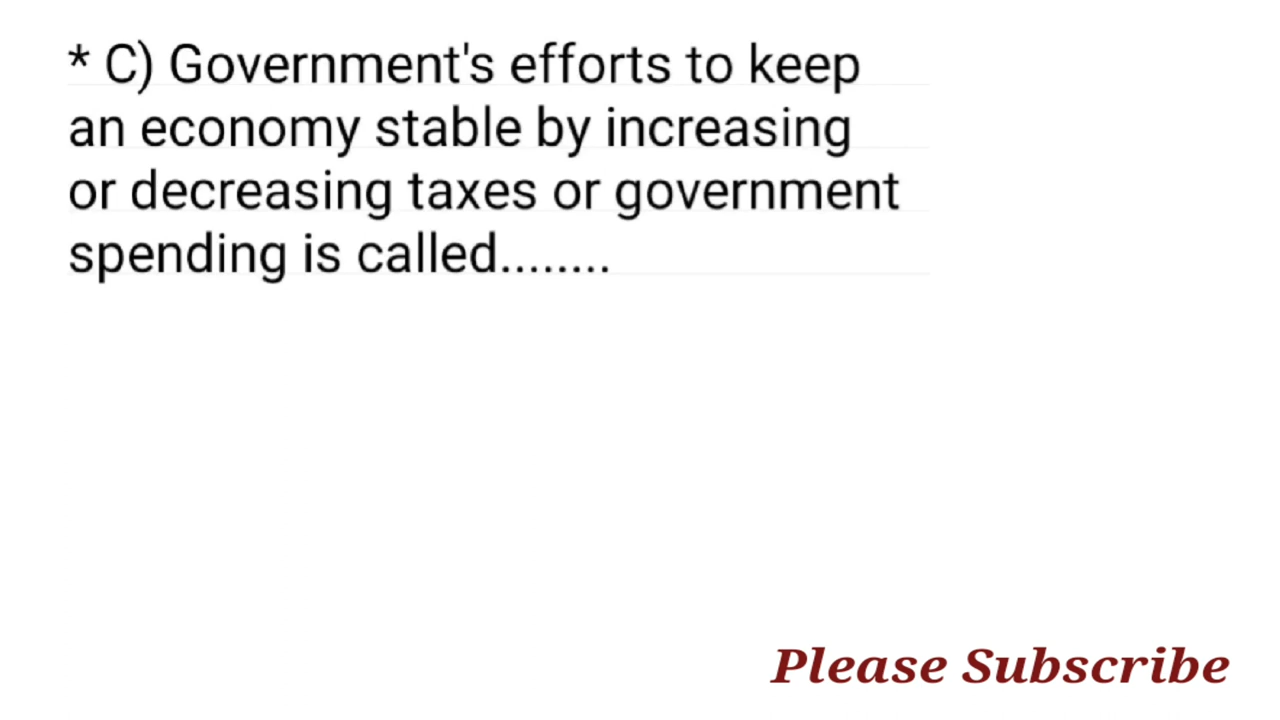 * C) Government's efforts to keep
an economy stable by increasing
or decreasing taxes or government
spending is called........
Please Subscribe